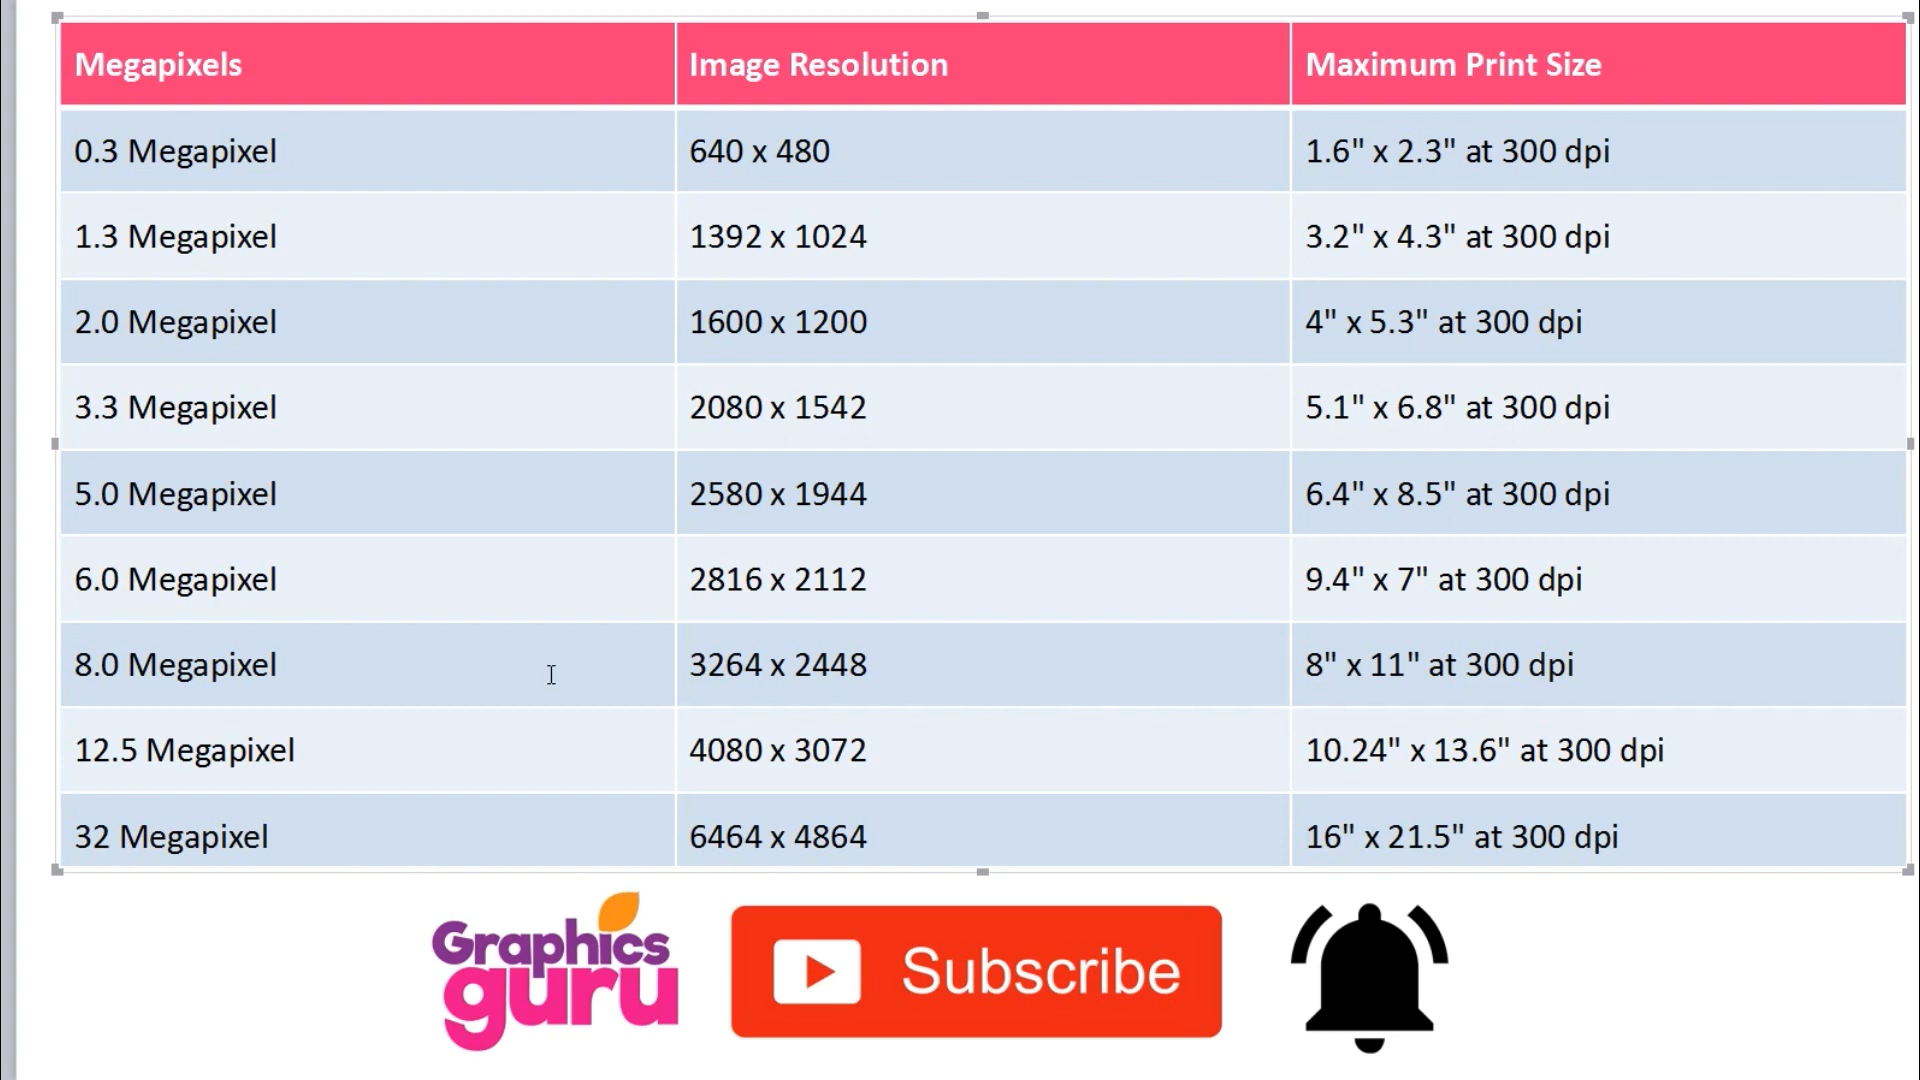 Megapixels Image Resolution Maximum Print Size
0.3 Megapixel 640 x 480 1.6" x 2.3" at 300 dpi
1.3 Megapixel 1392 x 1024 3.2" x 4.3" at 300 dpi
2.0 Megapixel 1600 x 1200 4" x 5.3" at 300 dpi
3.3 Megapixel 2080 x 1542 5.1" x 6.8" at 300 dpi
5.0 Megapixel 2580 x 1944 6.4" x 8.5" at 300 dpi
6.0 Megapixel 2816 x 2112 9.4" x 7" at 300 dpi
8.0 Megapixel 3264 x 2448 8" x 11" at 300 dpi
12.5 Megapixel 4080 x 3072 10.24" x 13.6" at 300 dpi
32 Megapixel 6464 x 4864 16" x 21.5" at 300 dpi
Graphics
guru
Subscribe